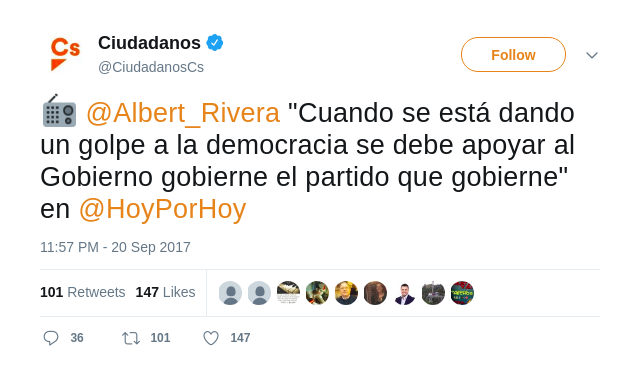 Cs Ciudadanos
@CiudadanosCs
Follow
@Albert_Rivera "Cuando se está dando
un golpe a la democracia se debe apoyar al
Gobierno gobierne el partido que gobierne"
en @HoyPorHoy
11:57 PM - 20 Sep 2017
101 Retweets 147 Likes
36 101 147